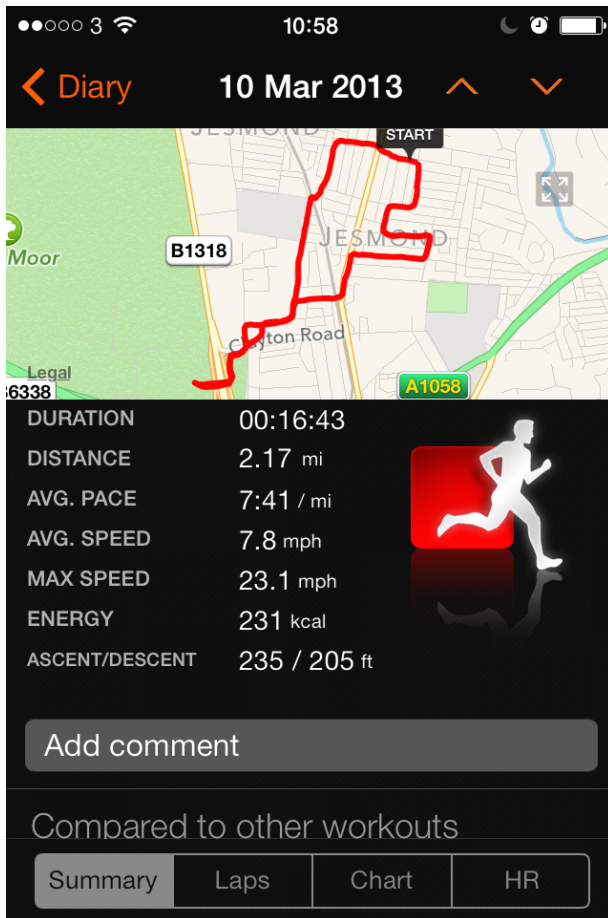 3 10:58
Diary 10 Mar 2013
JESMOND
START
B1318
JESMOND
Moor
Clayton Road
Legal
A1058
DURATION 00:16:43
DISTANCE 2.17 mi
AVG. PACE 7:41 / mi
AVG. SPEED 7.8 mph
MAX SPEED 23.1 mph
ENERGY 231 kcal
ASCENT/DESCENT 235 / 205 ft
Add comment
Compared to other workouts
Summary Laps Chart HR